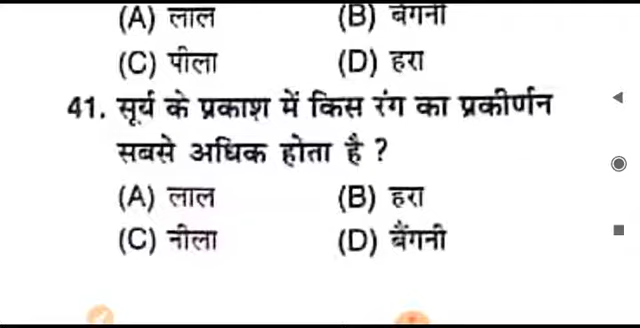 (A) लाल (B) बैगनी
(C) पीला (D) हरा
41. सूर्य के प्रकाश में किस रंग का प्रकीर्णन
सबसे अधिक होता है ?
(A) लाल (B) हरा
(C) नीला (D) बैंगनी